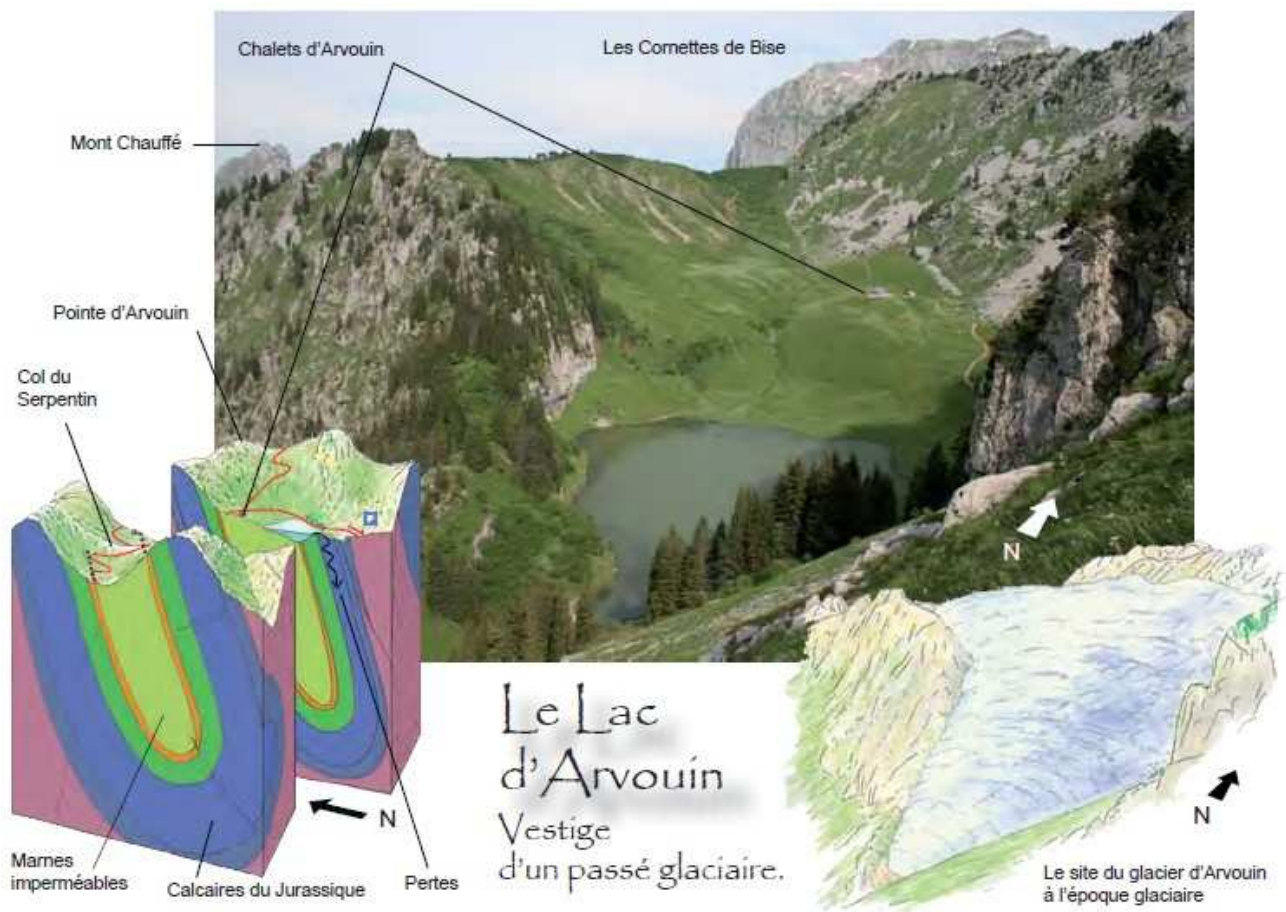 Chalets d'Arvouin
Les Cornettes de Bise
Mont Chauffé
Pointe d'Arvouin
Col du
Serpentin
N
Le Lac
d'Arvouin
Vestige
d'un passé glaciaire.
N
N
Marnes
imperméables
Calcaires du Jurassique
Pertes
Le site du glacier d'Arvouin
à l'époque glaciaire